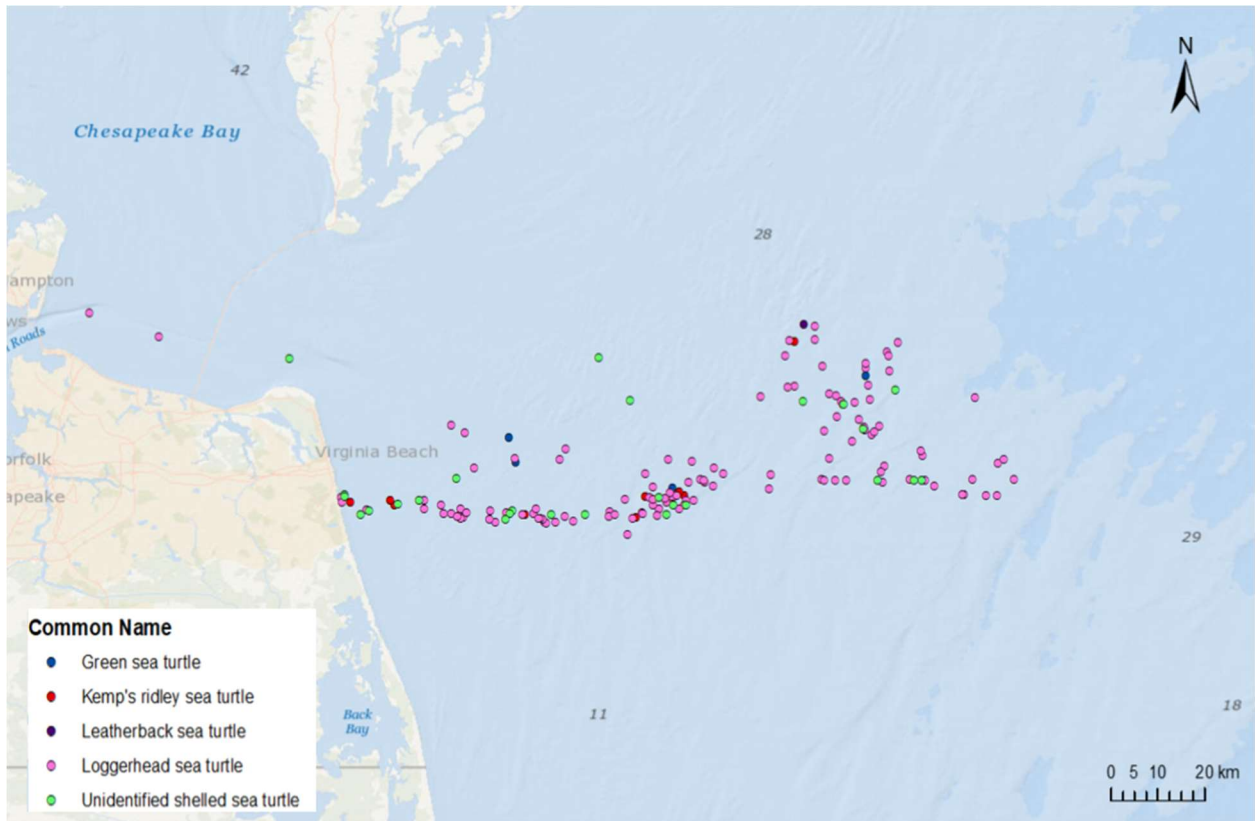 N
42
Chesapeake Bay
28
ampton
ws
Roads
Virginia Beach
orfolk
apeake
29
Common Name
Green sea turtle
Kemp's ridley sea turtle
Leatherback sea turtle
Loggerhead sea turtle
Unidentified shelled sea turtle
Back
Bay
11
18
0 5 10 20 km